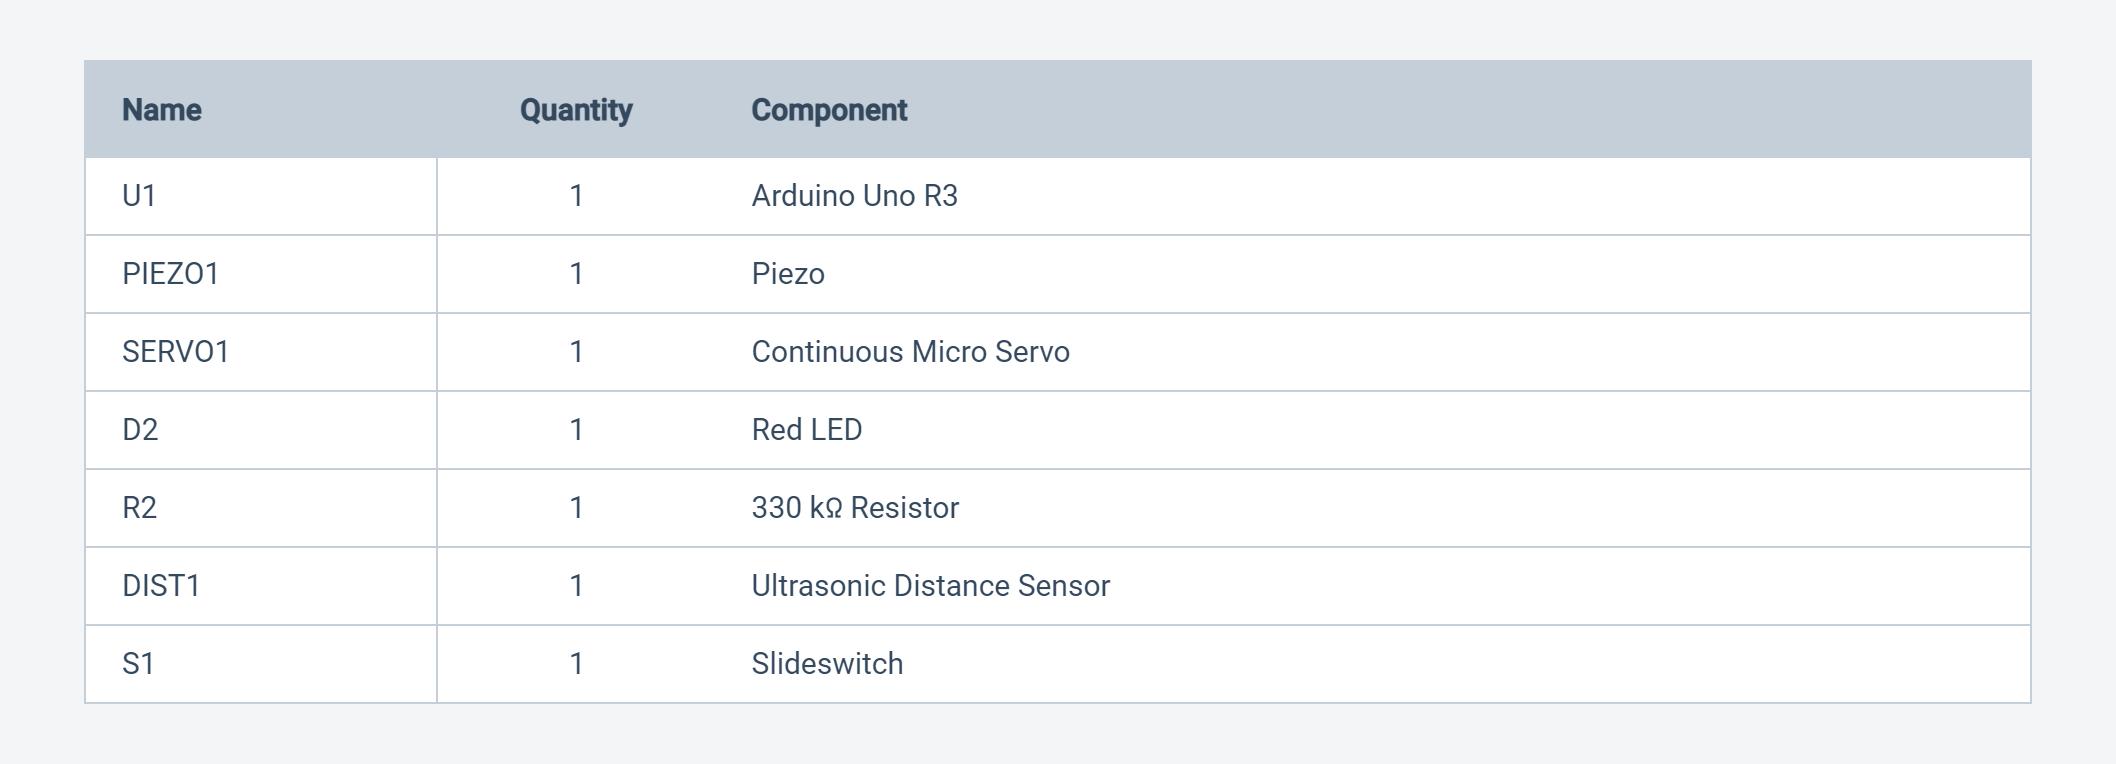 Name Quantity Component
U1 1 Arduino Uno R3
PIEZO1 1 Piezo
SERVO1 1 Continuous Micro Servo
D2 1 Red LED
R2 1 330 kΩ Resistor
DIST1 1 Ultrasonic Distance Sensor
S1 1 Slideswitch